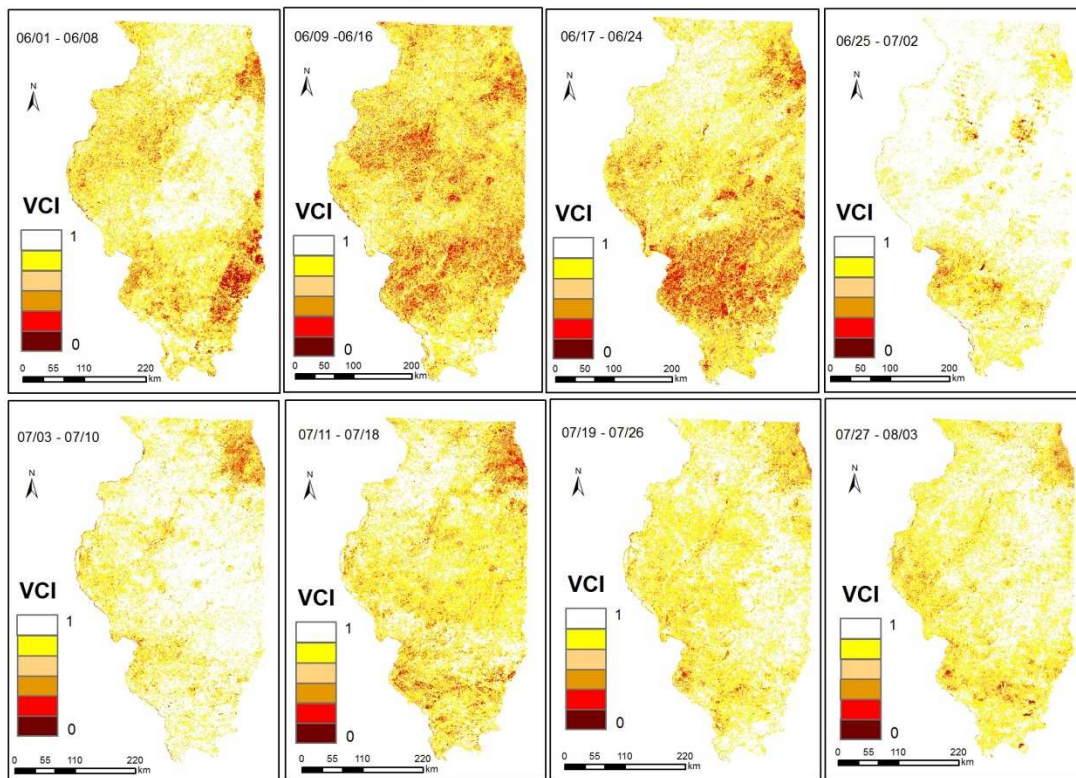 06/01 - 06/08
N
VCI
1
0
0 55 110 220
km
06/09 -06/16
N
VCI
1
0
0 50 100 200
km
06/17 - 06/24
N
VCI
1
0
0 50 100 200
km
06/25 - 07/02
N
VCI
1
0
0 50 100 200
km
07/03 - 07/10
N
VCI
1
0
0 55 110 220
km
07/11 - 07/18
N
VCI
1
0
0 55 110 220
km
07/19 - 07/26
N
VCI
1
0
0 55 110 220
km
07/27 - 08/03
N
VCI
1
0
0 55 110 220
km